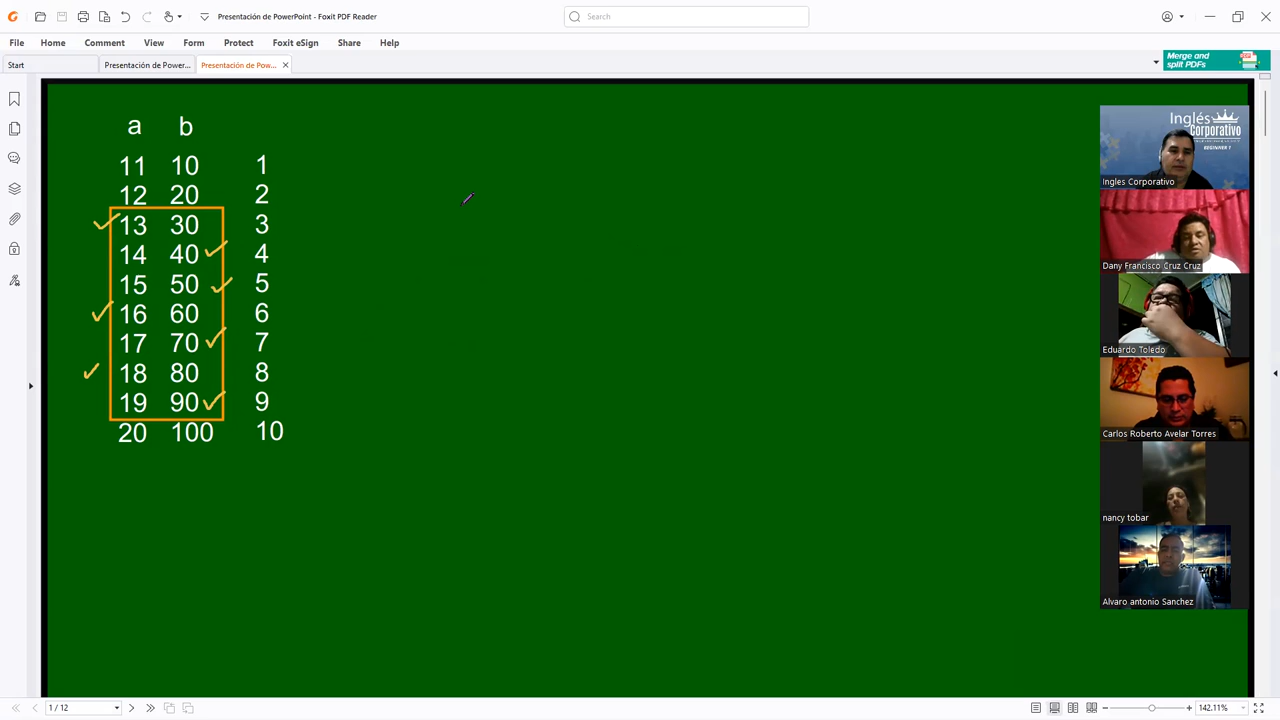 Presentación de PowerPoint - Foxit PDF Reader
Search
File Home Comment View Form Protect Foxit eSign Share Help
Start
Presentación de Power...
Presentación de Pow...
Merge and
split PDFs
a b
11 10 1
12 20 2
13 30 3
14 40 4
15 50 5
16 60 6
17 70 7
18 80 8
19 90 9
20 100 10
Inglés
Corporativo
BEGINNER 1
Ingles Corporativo
Dany Francisco Cruz Cruz
Eduardo Toledo
Carlos Roberto Avelar Torres
nancy tobar
Alvaro antonio Sanchez
1 / 12
142.11%